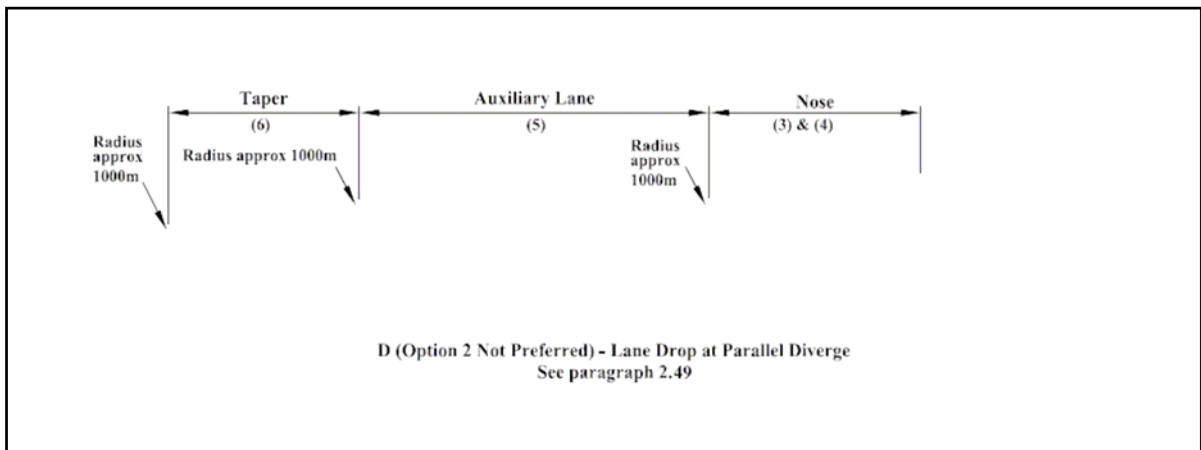 Taper
Auxiliary Lane
Nose
(6)
(5)
(3) & (4)
Radius
approx
1000m
Radius approx 1000m
Radius
approx
1000m
D (Option 2 Not Preferred) - Lane Drop at Parallel Diverge
See paragraph 2.49